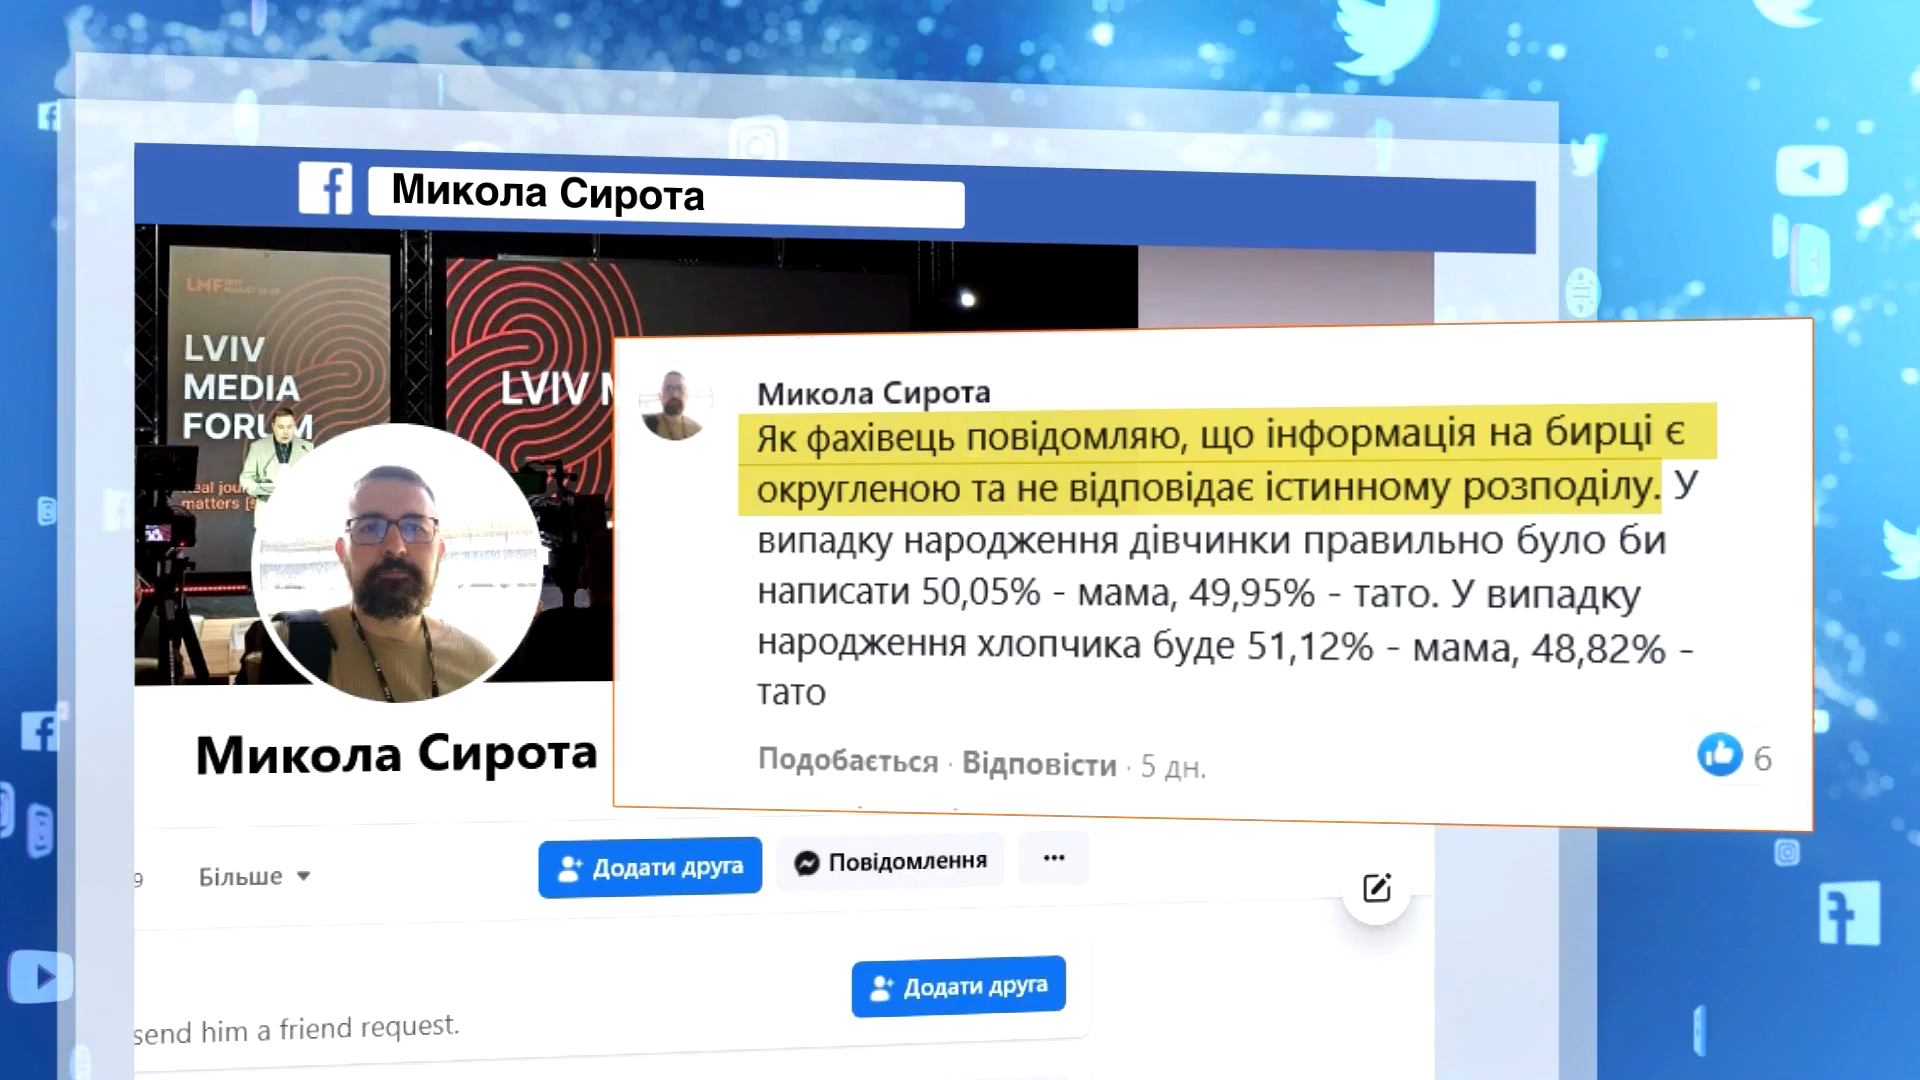 Микола Сирота
LMF
LVIV
MEDIA
FORUM
LVIV
matters
Микола Сирота
Як фахівець повідомляю, що інформація на бирці є
округленою та не відповідає істинному розподілу. У
випадку народження дівчинки правильно було би
написати 50,05% - мама, 49,95% - тато. У випадку
народження хлопчика буде 51,12% - мама, 48,82% -
тато
Подобається · Відповісти · 5 дн.
6
Микола Сирота
9
Більше
Додати друга
Повідомлення
Додати друга
send him a friend request.